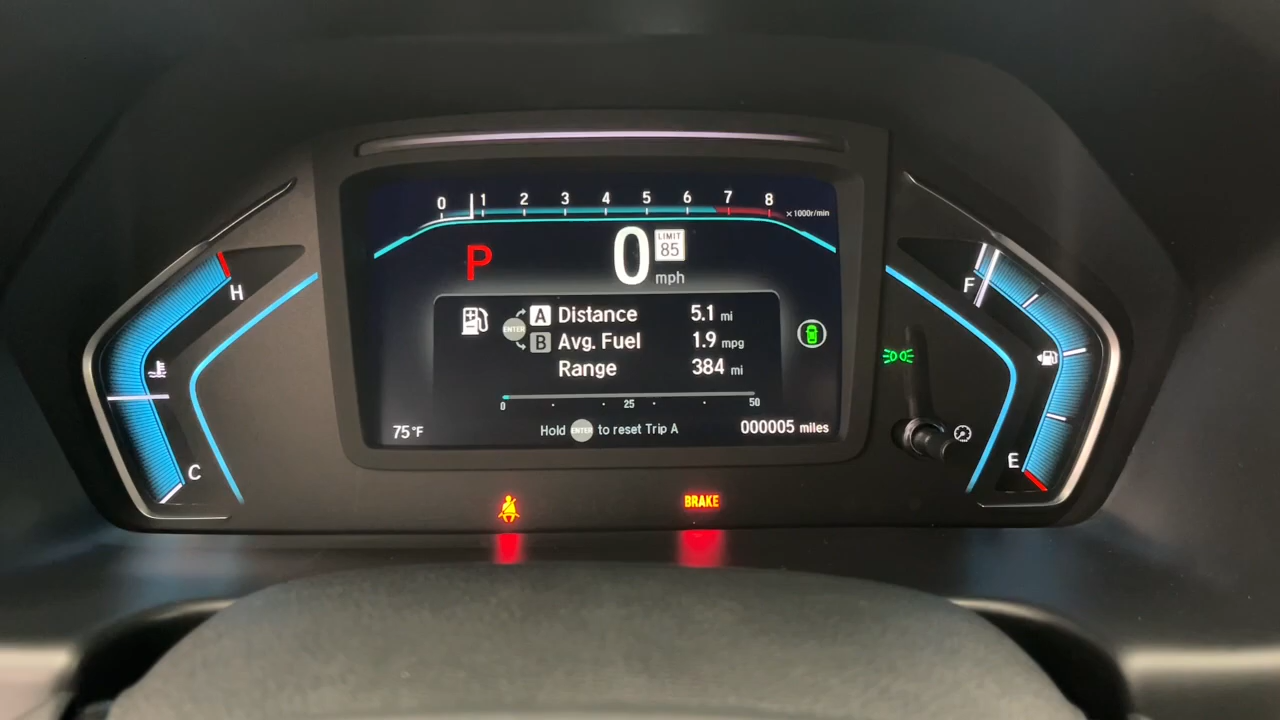 0 1 2 3 4 5 6 7 8 x1000r/min
P 0 LIMIT 85
mph
H
F
ENTER A Distance 5.1 mi
B Avg. Fuel 1.9 mpg
Range 384 mi
0 25 50
75°F Hold ENTER to reset Trip A 000005 miles
C
E
BRAKE